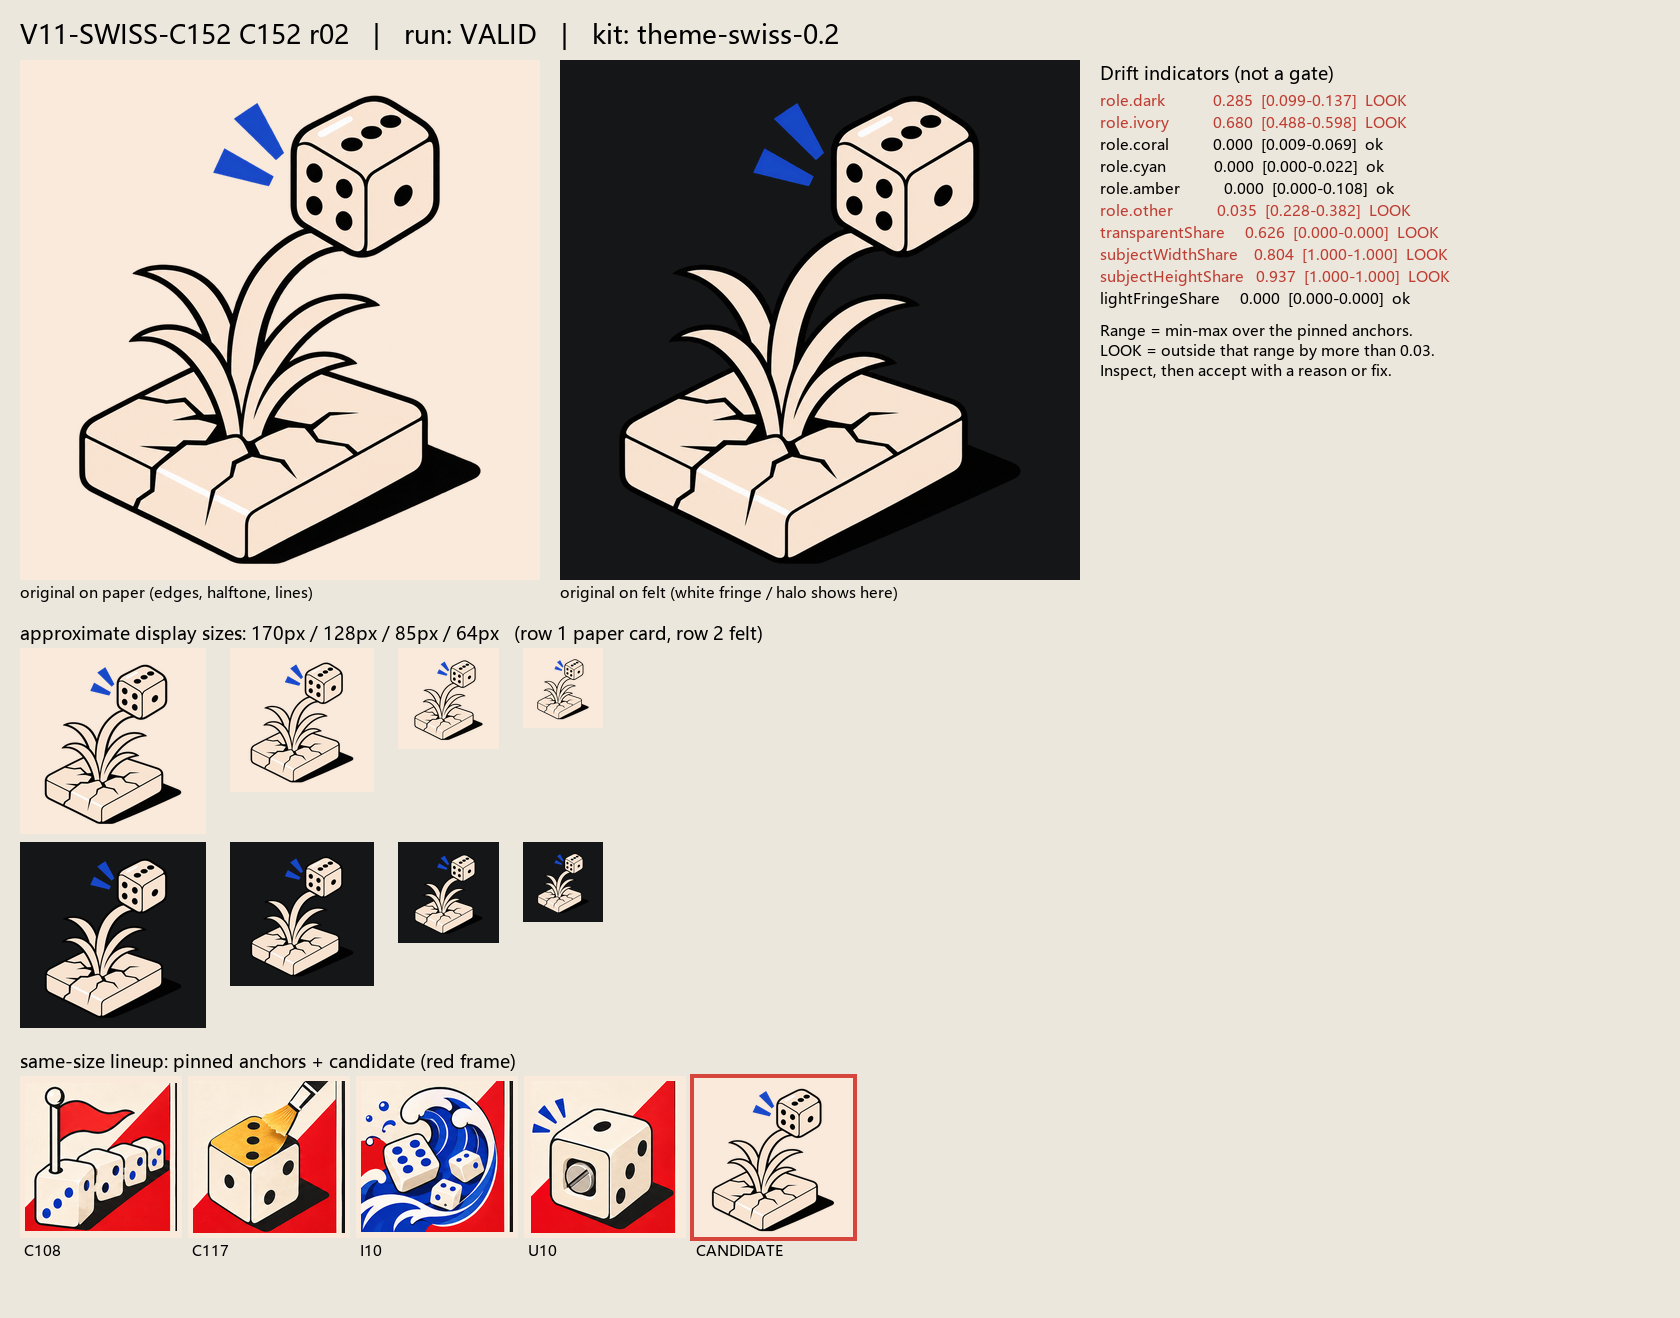 V11-SWISS-C152 C152 r02 | run: VALID | kit: theme-swiss-0.2
Drift indicators (not a gate)
role.dark 0.285 [0.099-0.137] LOOK
role.ivory 0.680 [0.488-0.598] LOOK
role.coral 0.000 [0.009-0.069] ok
role.cyan 0.000 [0.000-0.022] ok
role.amber 0.000 [0.000-0.108] ok
role.other 0.035 [0.228-0.382] LOOK
transparentShare 0.626 [0.000-0.000] LOOK
subjectWidthShare 0.804 [1.000-1.000] LOOK
subjectHeightShare 0.937 [1.000-1.000] LOOK
lightFringeShare 0.000 [0.000-0.000] ok
Range = min-max over the pinned anchors.
LOOK = outside that range by more than 0.03.
Inspect, then accept with a reason or fix.
original on paper (edges, halftone, lines)
original on felt (white fringe / halo shows here)
approximate display sizes: 170px / 128px / 85px / 64px (row 1 paper card, row 2 felt)
same-size lineup: pinned anchors + candidate (red frame)
C108
C117
I10
U10
CANDIDATE